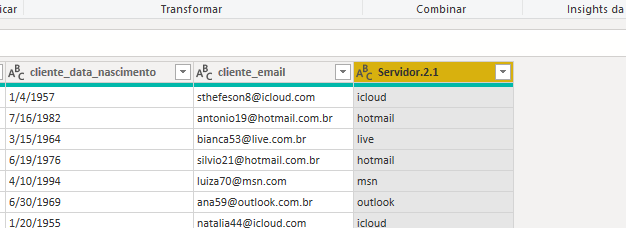 icar Transformar Combinar Insights da
ABC cliente_data_nascimento ABC cliente_email ABC Servidor.2.1
1/4/1957 sthefeson8@icloud.com icloud
7/16/1982 antonio19@hotmail.com.br hotmail
3/15/1964 bianca53@live.com.br live
6/19/1976 silvio21@hotmail.com.br hotmail
4/10/1994 luiza70@msn.com msn
6/30/1969 ana59@outlook.com.br outlook
1/20/1955 natalia44@icloud.com icloud